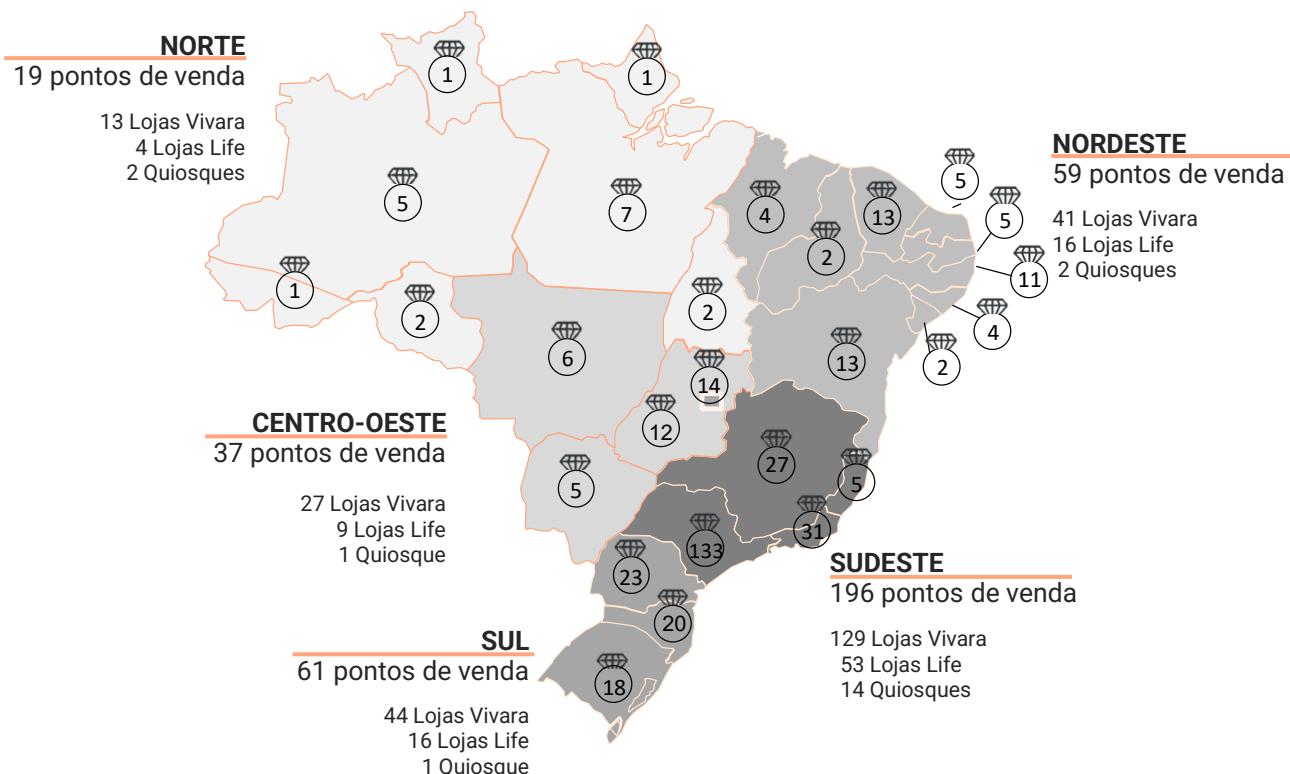 NORTE
19 pontos de venda
13 Lojas Vivara
4 Lojas Life
2 Quiosques
1
1
5
7
1
2
2
4
2
13
5
5
11
4
2
13
NORDESTE
59 pontos de venda
41 Lojas Vivara
16 Lojas Life
2 Quiosques
6
14
12
5
CENTRO-OESTE
37 pontos de venda
27 Lojas Vivara
9 Lojas Life
1 Quiosque
27
5
31
133
SUDESTE
196 pontos de venda
129 Lojas Vivara
53 Lojas Life
14 Quiosques
23
20
18
SUL
61 pontos de venda
44 Lojas Vivara
16 Lojas Life
1 Quiosque